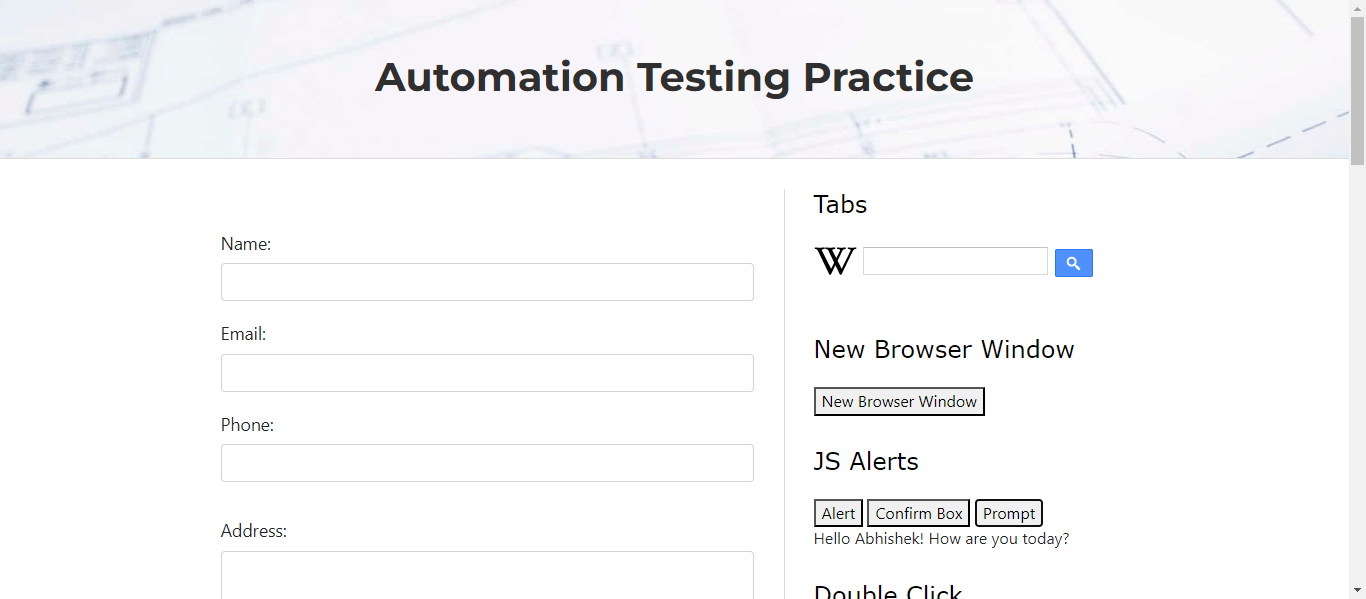 Automation Testing Practice
Name:
Email:
Phone:
Address:
Tabs
W
New Browser Window
New Browser Window
JS Alerts
Alert Confirm Box Prompt
Hello Abhishek! How are you today?
Double Click